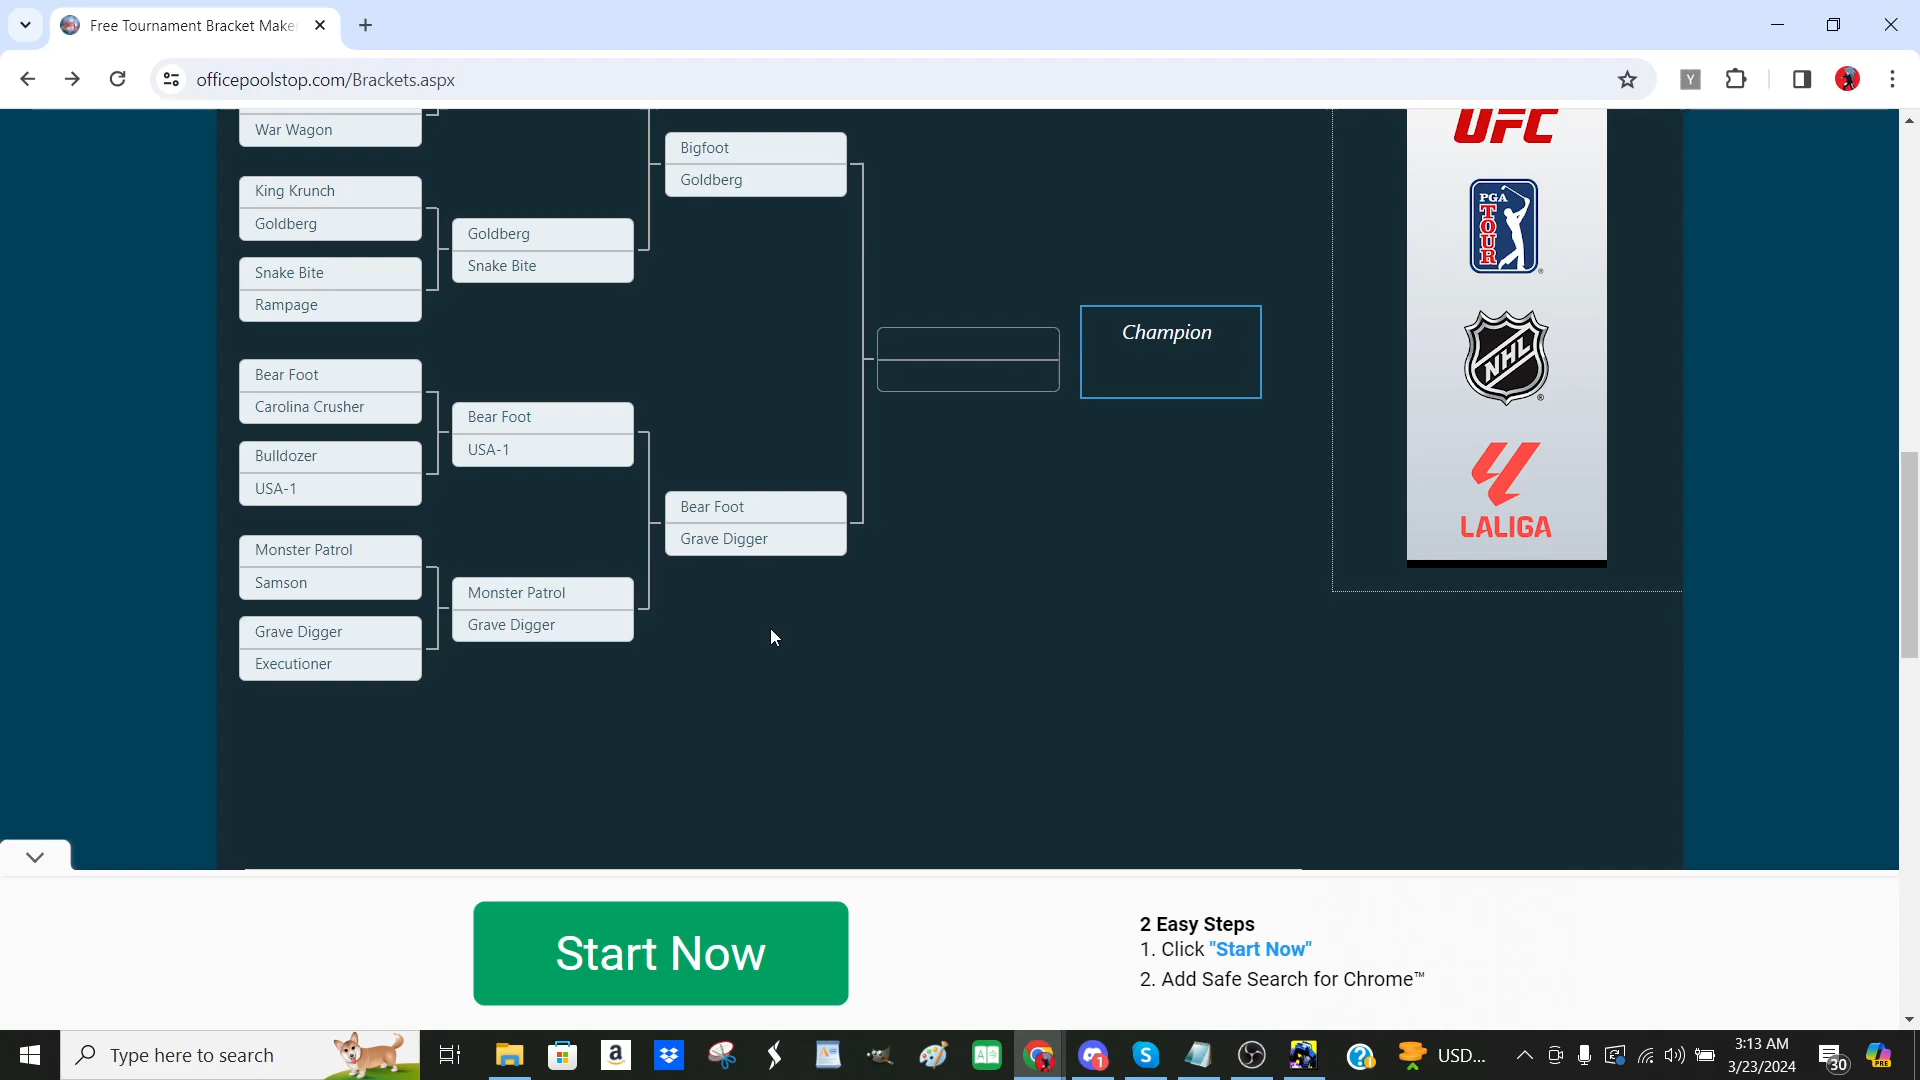 Free Tournament Bracket Make
officepoolstop.com/Brackets.aspx
Y
War Wagon
King Krunch
Goldberg
Snake Bite
Rampage
Bear Foot
Carolina Crusher
Bulldozer
USA-1
Monster Patrol
Samson
Grave Digger
Executioner
Goldberg
Snake Bite
Bear Foot
USA-1
Monster Patrol
Grave Digger
Bigfoot
Goldberg
Bear Foot
Grave Digger
Champion
UFC
PGA
TOUR
NHL
LALIGA
Start Now
2 Easy Steps
1. Click "Start Now"
2. Add Safe Search for Chrome™
Type here to search
USD...
3:13 AM
3/23/2024
30
PRE
1